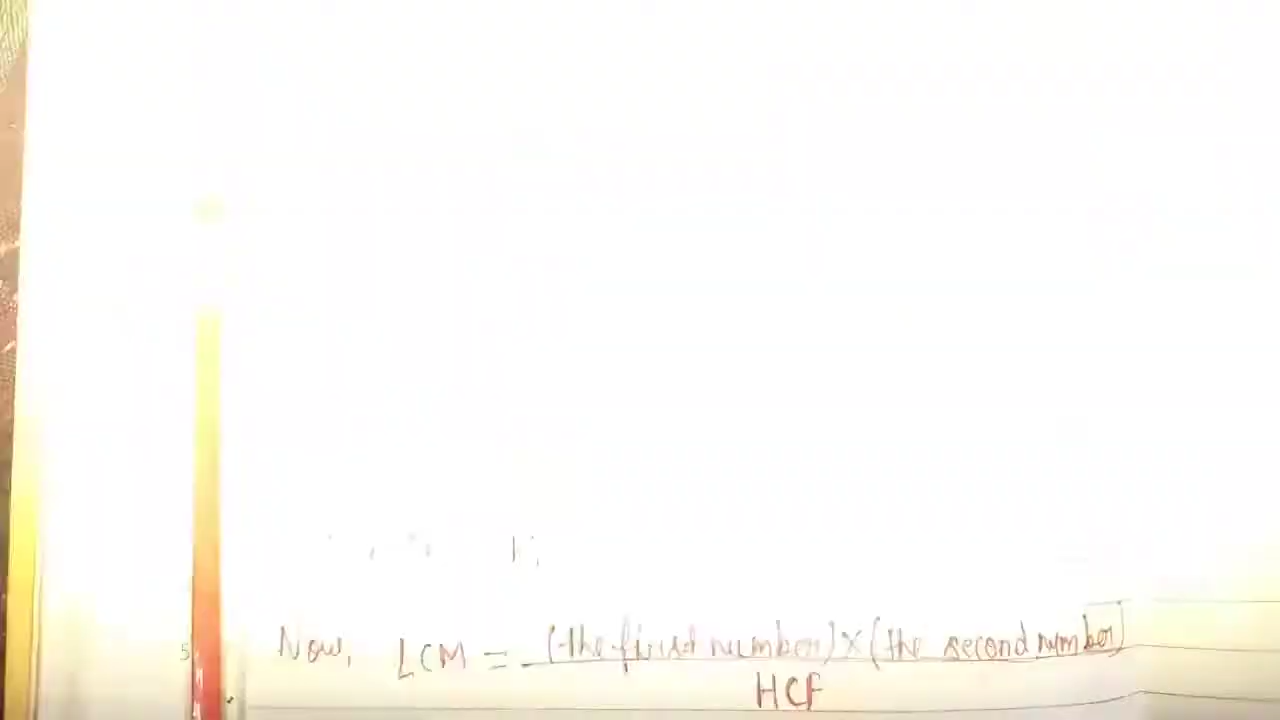 Now, LCM = (the first number) × (the second number)
HCF